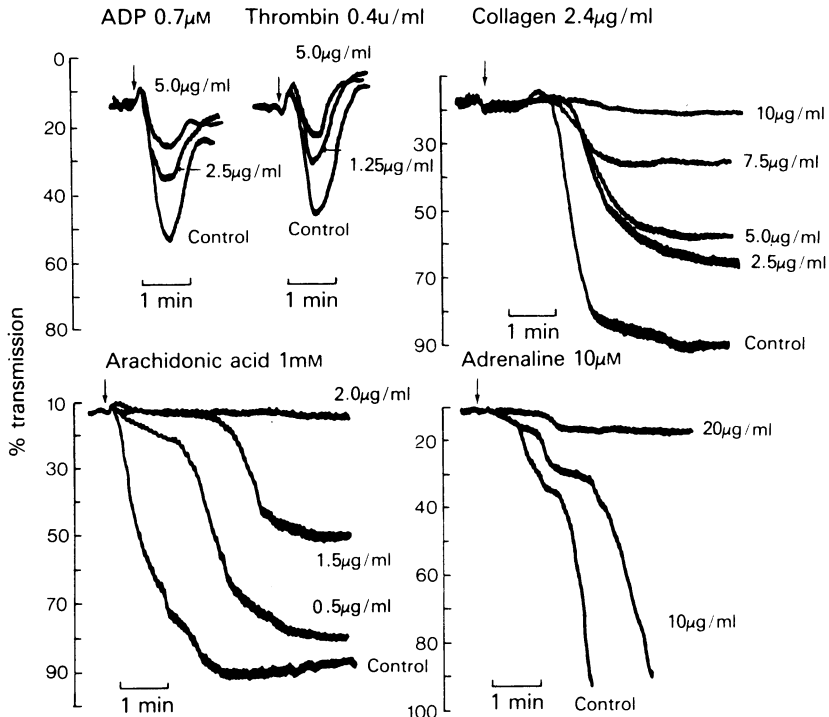 ADP 0.7μM
Thrombin 0.4u/ml
Collagen 2.4μg/ml
0
20
40
60
80
5.0μg/ml
2.5μg/ml
Control
1 min
5.0μg/ml
1.25μg/ml
Control
1 min
30
50
70
90
10μg/ml
7.5μg/ml
5.0μg/ml
2.5μg/ml
Control
1 min
% transmission
Arachidonic acid 1mM
10
30
50
70
90
2.0μg/ml
1.5μg/ml
0.5μg/ml
Control
1 min
Adrenaline 10μM
20
40
60
80
100
20μg/ml
10μg/ml
Control
1 min